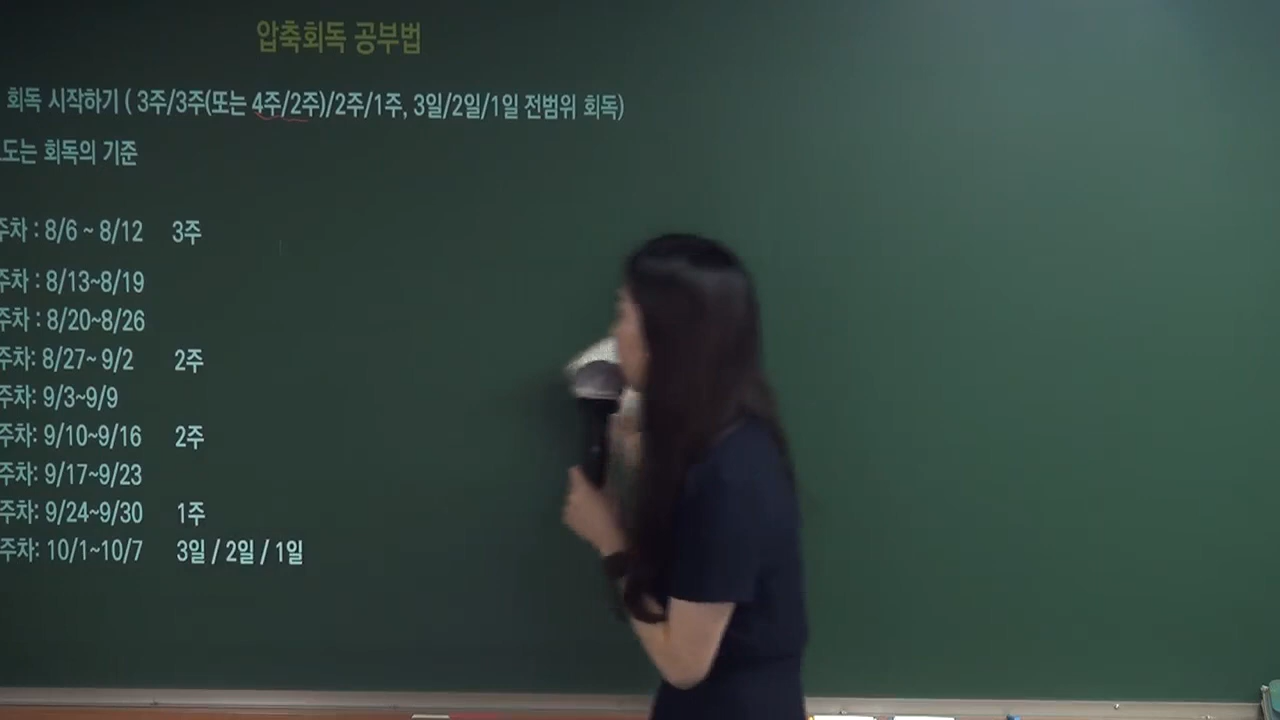 압축회독 공부법
회독 시작하기 ( 3주/3주(또는 4주/2주)/2주/1주, 3일/2일/1일 전범위 회독)
도는 회독의 기준
주차 : 8/6 ~ 8/12 3주
주차 : 8/13~8/19
주차 : 8/20~8/26
주차: 8/27~ 9/2 2주
주차: 9/3~9/9
주차: 9/10~9/16 2주
주차: 9/17~9/23
주차: 9/24~9/30 1주
주차: 10/1~10/7 3일 / 2일 / 1일